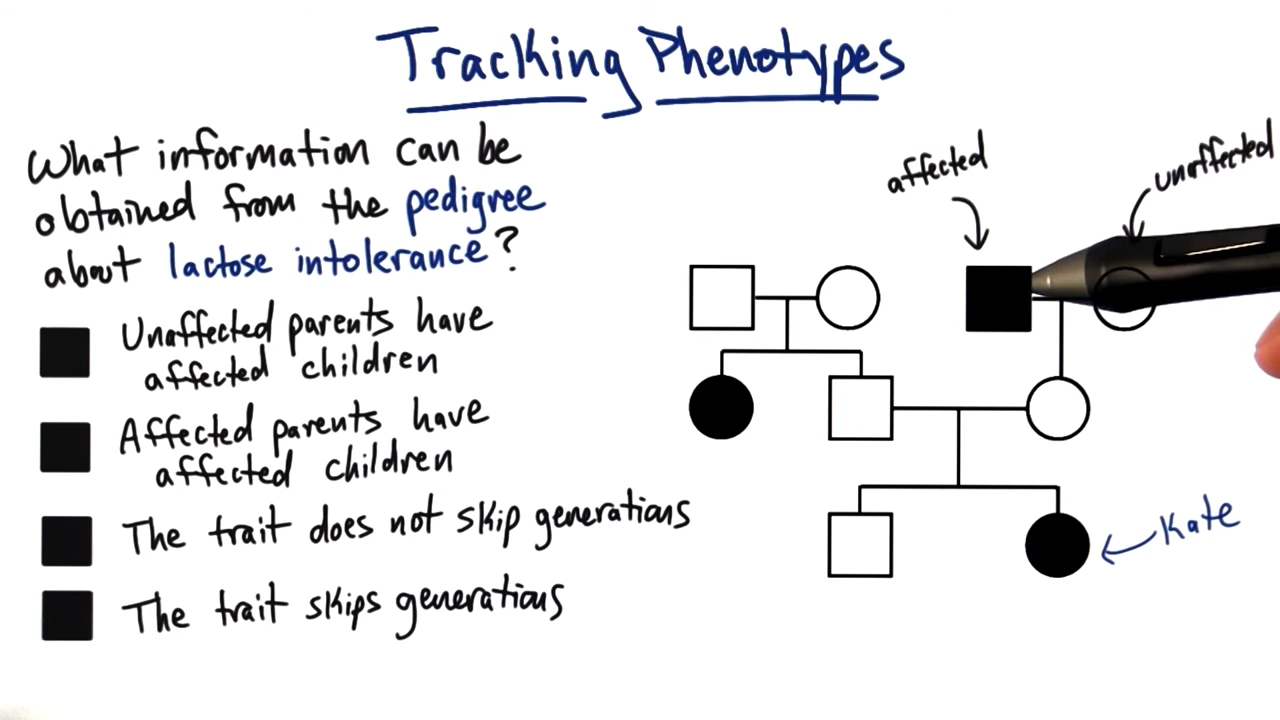 Tracking Phenotypes
What information can be
obtained from the pedigree
about lactose intolerance?
Unaffected parents have
affected children
Affected parents have
affected children
The trait does not skip generations
The trait skips generations
affected
unaffected
Kate